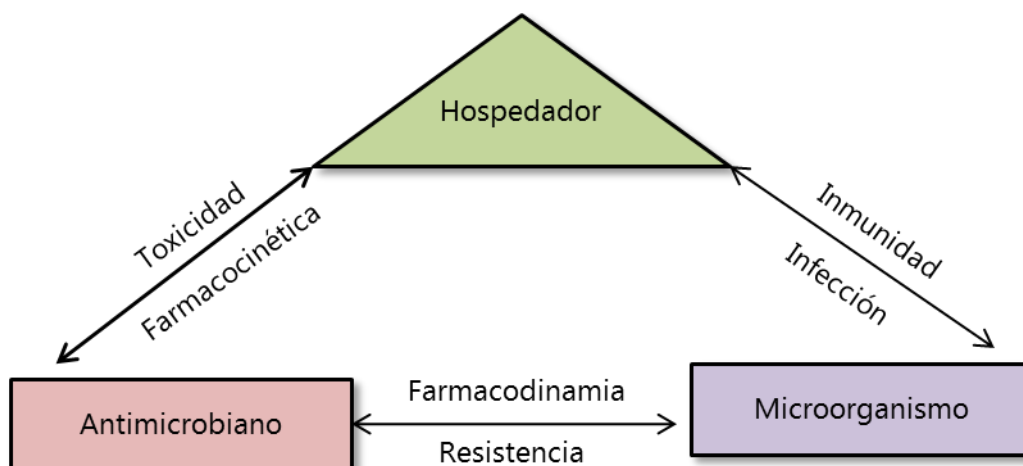 Hospedador
Toxicidad
Farmacocinética
Inmunidad
Infección
Antimicrobiano
Farmacodinamia
Resistencia
Microorganismo